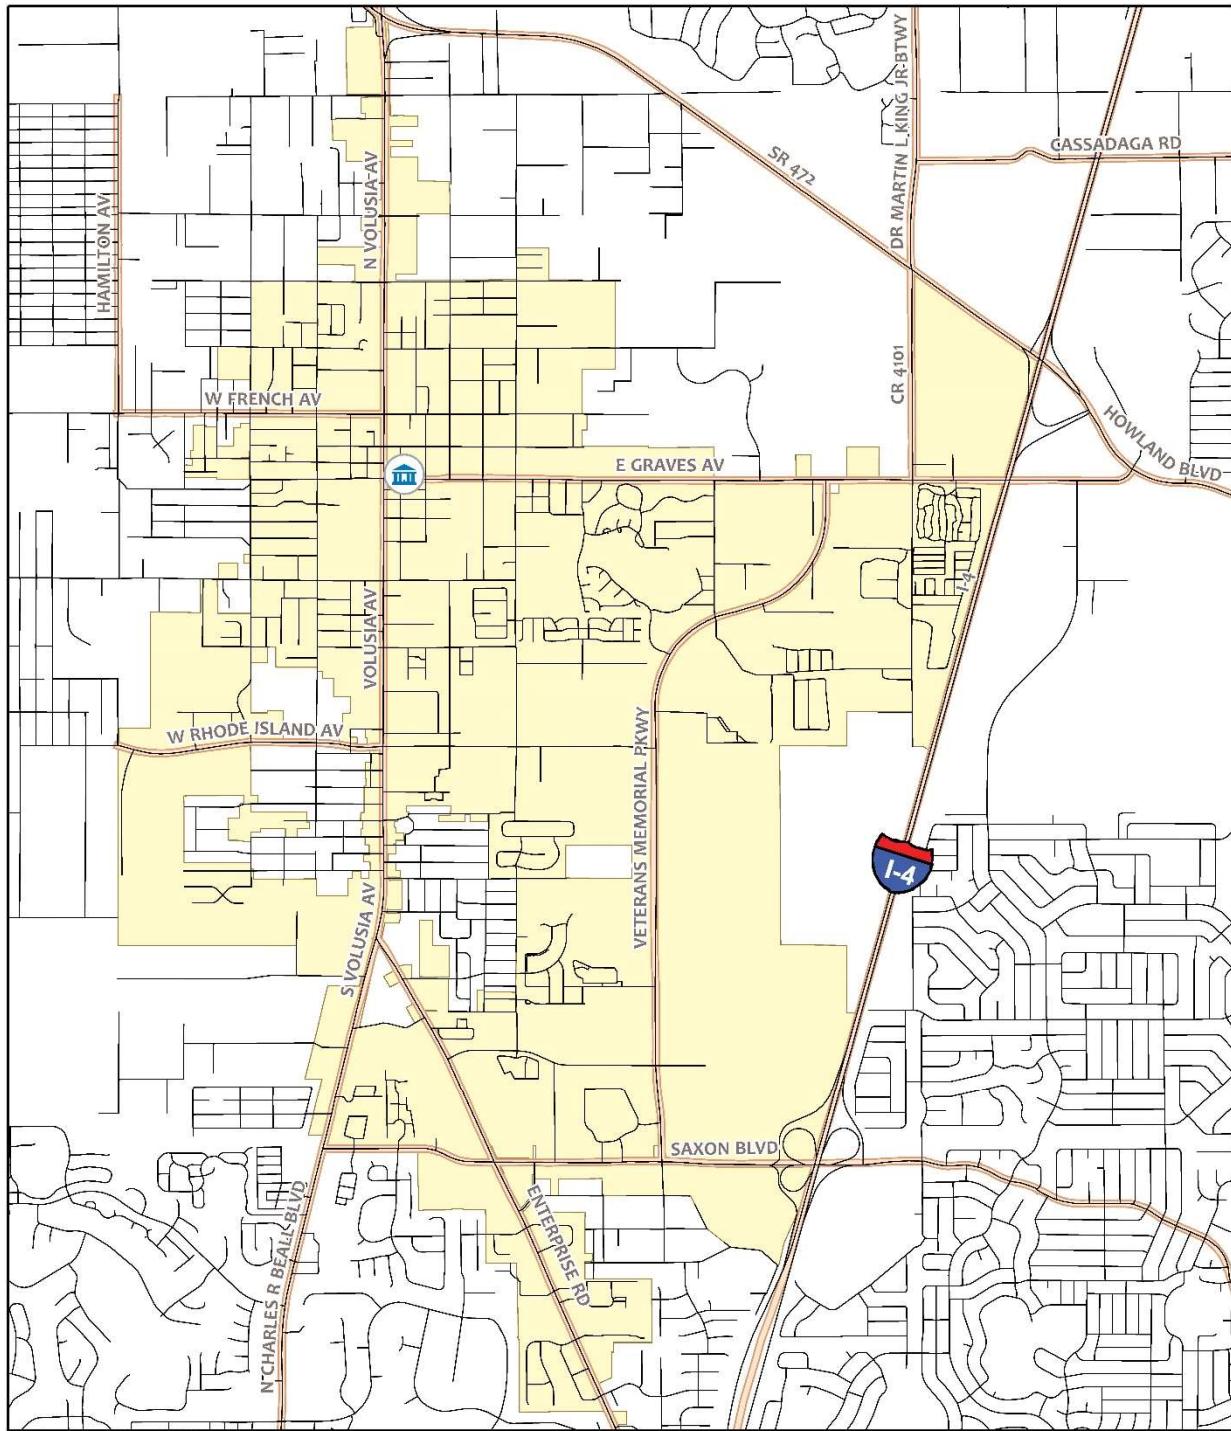 DR MARTIN L KING JR BTWY
CASSADAGA RD
SR 472
N VOLUSIA AV
HAMILTON AV
CR 4101
W FRENCH AV
HOWLAND BLVD
E GRAVES AV
I-4
VOLUSIA AV
W RHODE ISLAND AV
VETERANS MEMORIAL PKWY
I-4
S VOLUSIA AV
SAXON BLVD
ENTERPRISE RD
N CHARLES R BEALL BLVD